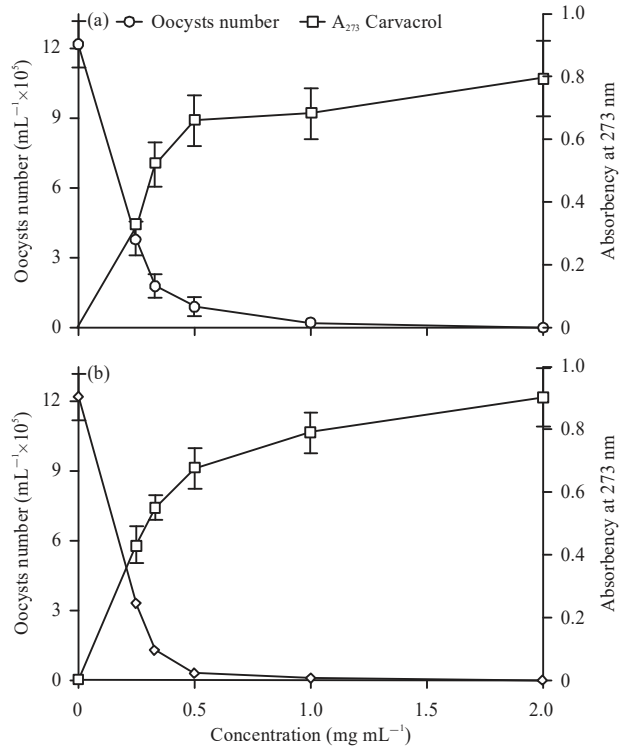 (a) Oocysts number A₂₇₃ Carvacrol
12
9
6
3
0
Oocysts number (mL⁻¹×10⁵)
1.0
0.8
0.6
0.4
0.2
0
Absorbency at 273 nm
(b)
12
9
6
3
0
Oocysts number (mL⁻¹×10⁵)
1.0
0.8
0.6
0.4
0.2
0
Absorbency at 273 nm
0 0.5 1.0 1.5 2.0
Concentration (mg mL⁻¹)